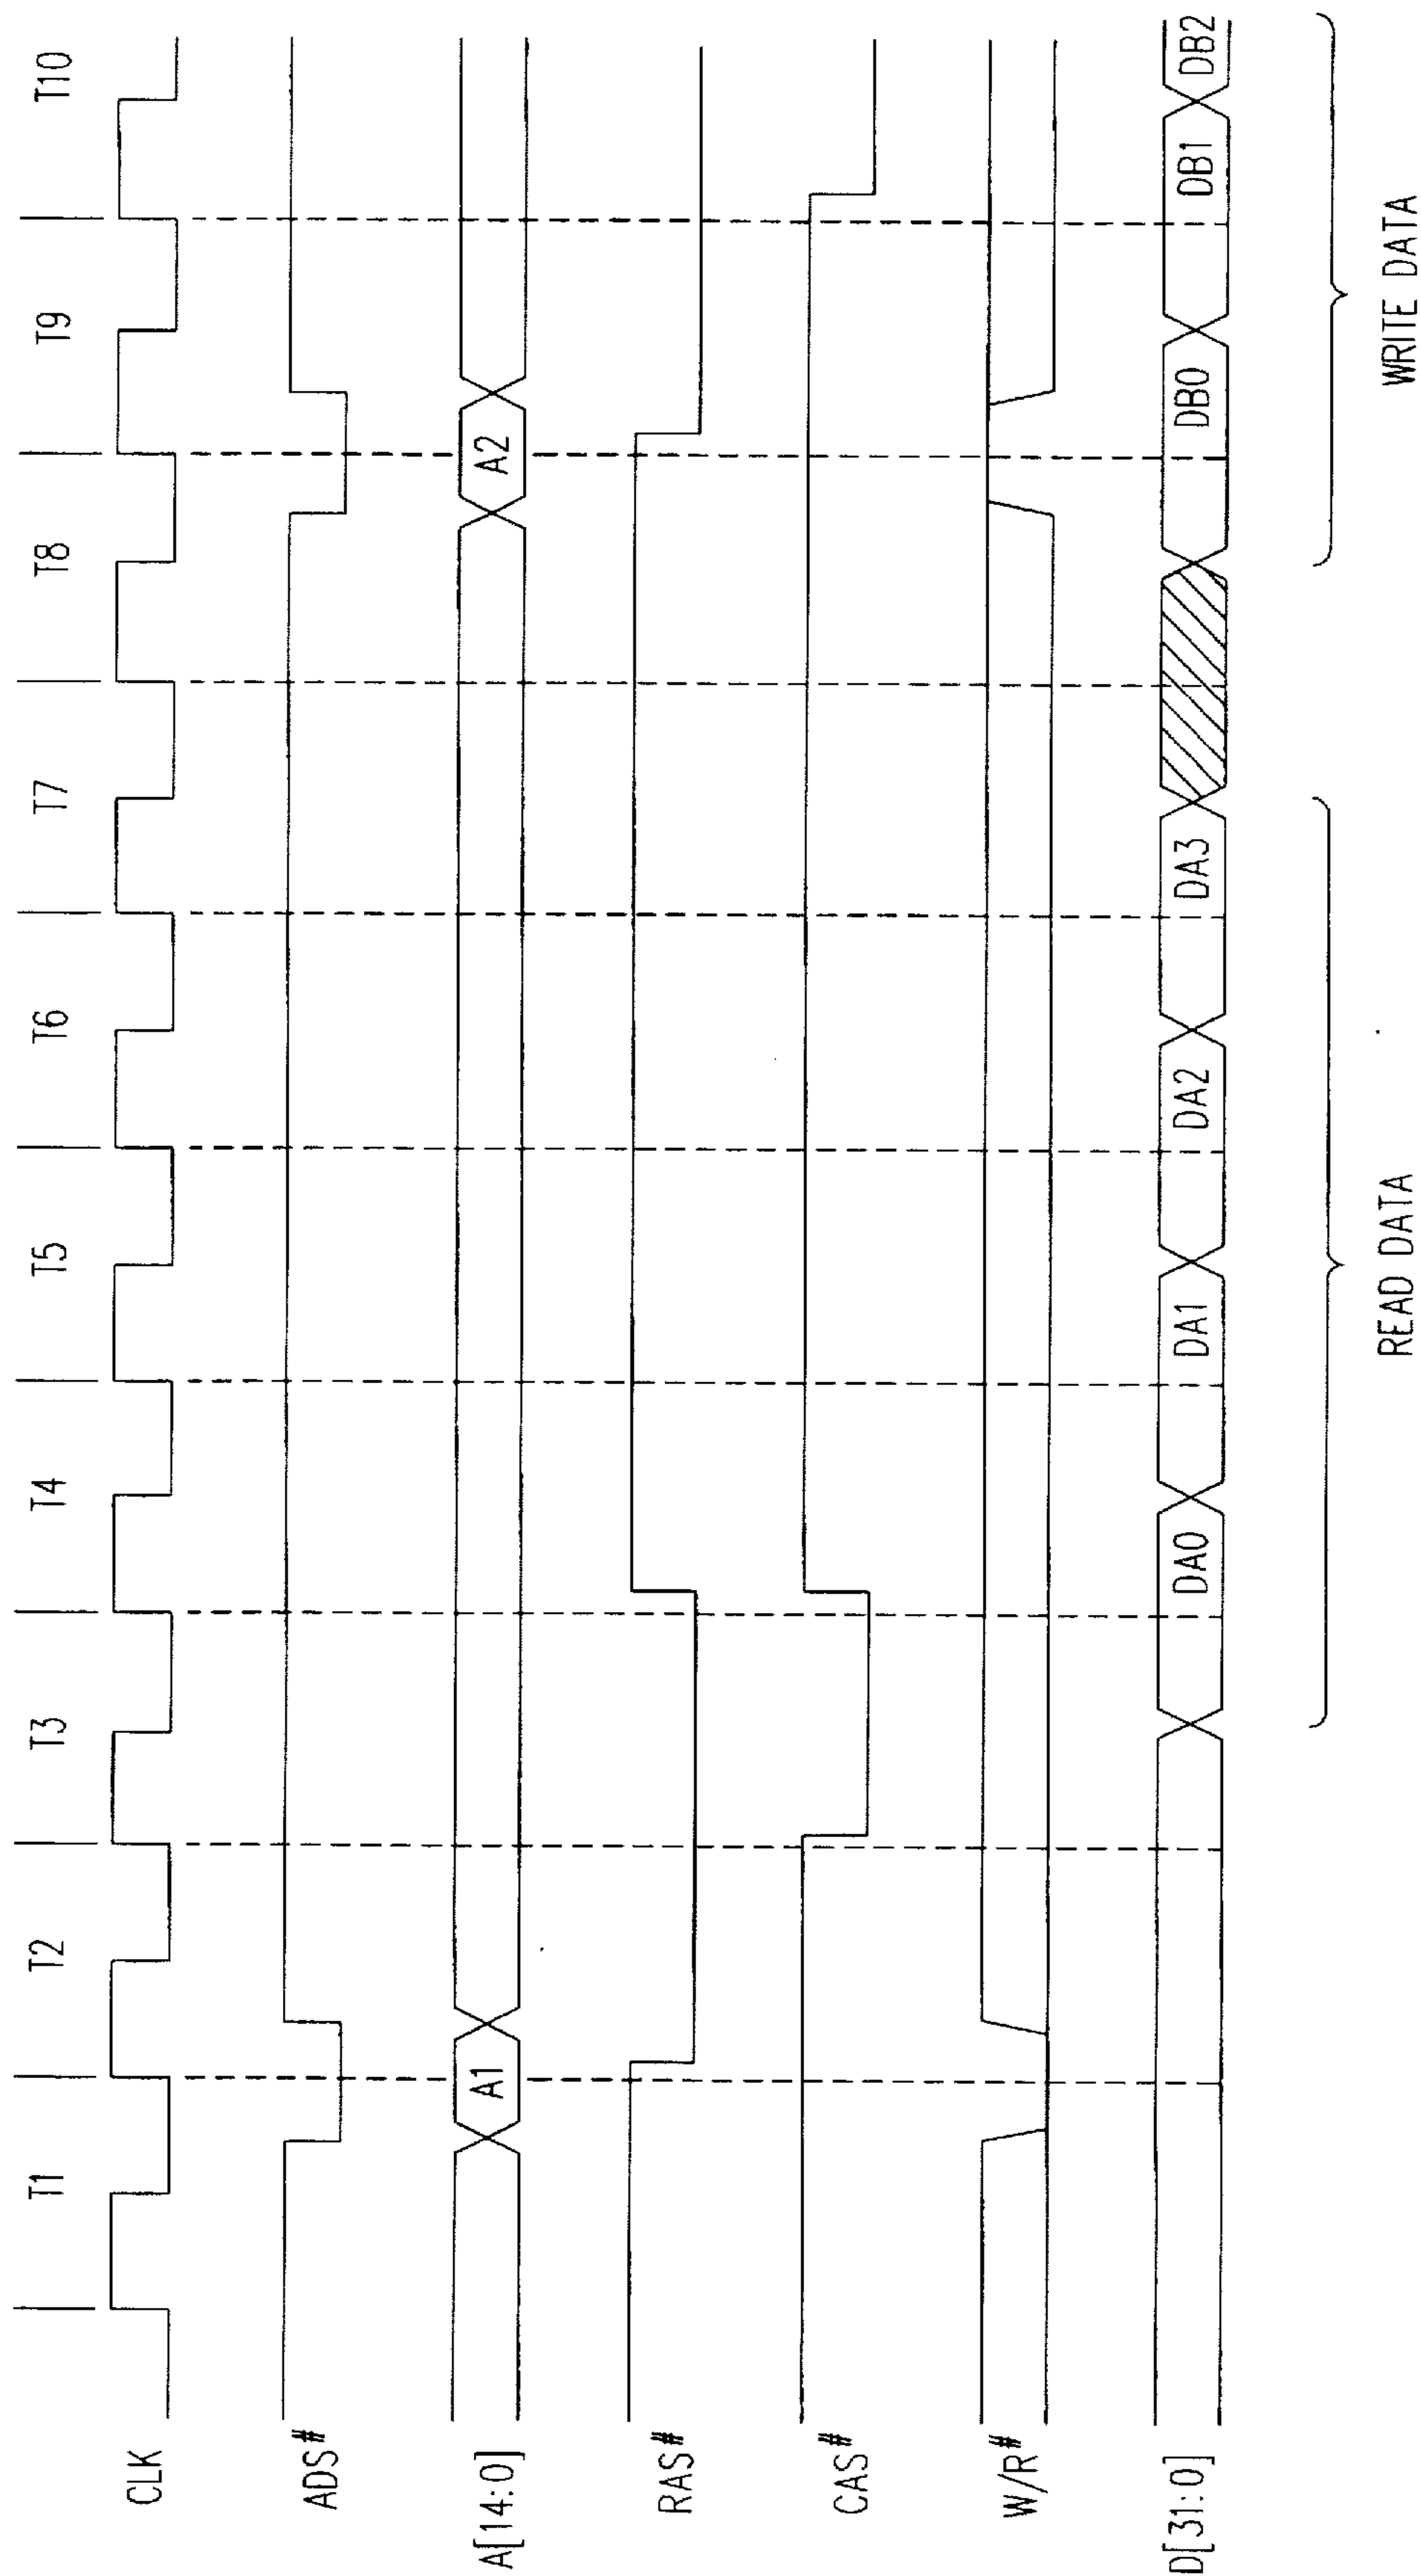 T1 T2 T3 T4 T5 T6 T7 T8 T9 T10
CLK
ADS#
A[14:0] A1 A2
RAS#
CAS#
W/R#
D[31:0] DA0 DA1 DA2 DA3 DB0 DB1 DB2
READ DATA WRITE DATA